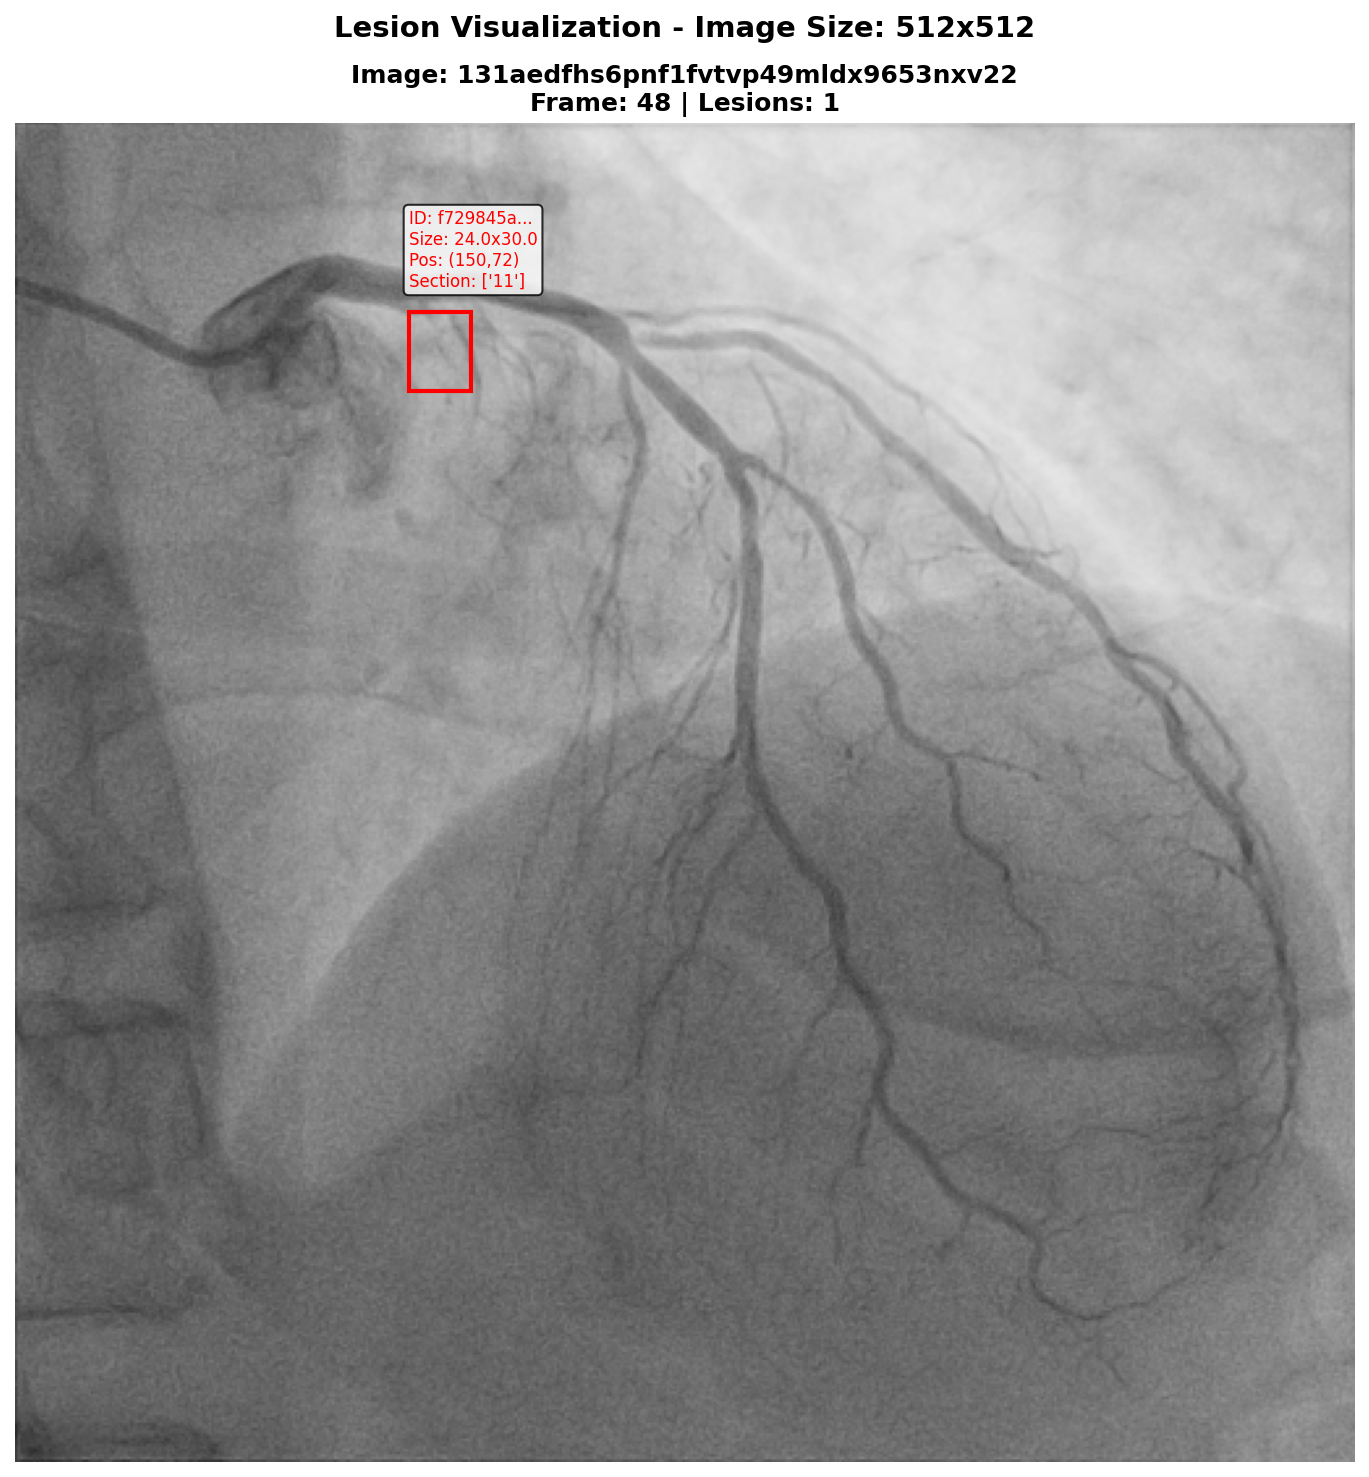 Lesion Visualization - Image Size: 512x512
Image: 131aedfhs6pnf1fvtvp49mldx9653nxv22
Frame: 48 | Lesions: 1
ID: f729845a...
Size: 24.0x30.0
Pos: (150,72)
Section: ['11']